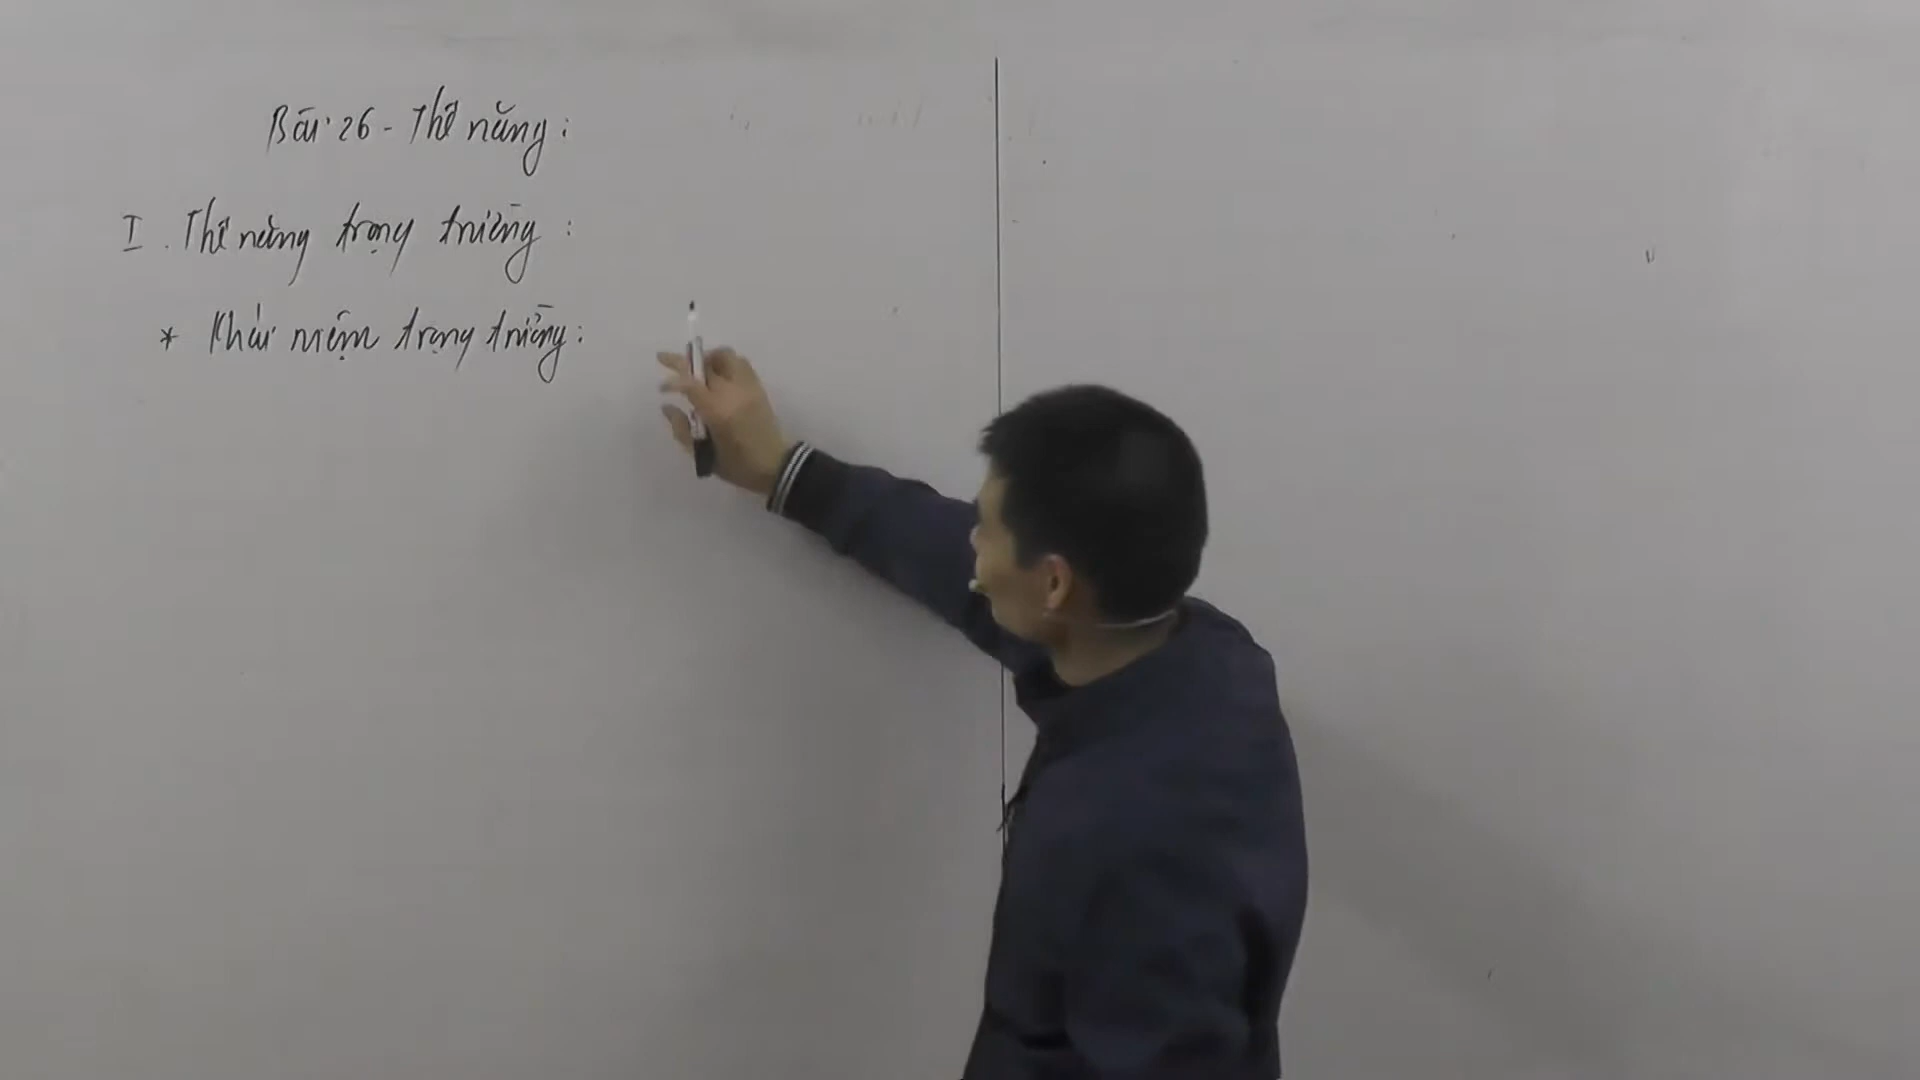 Bài 26 - Thế năng:
I. Thế năng trọng trường:
* Khái niệm trọng trường: